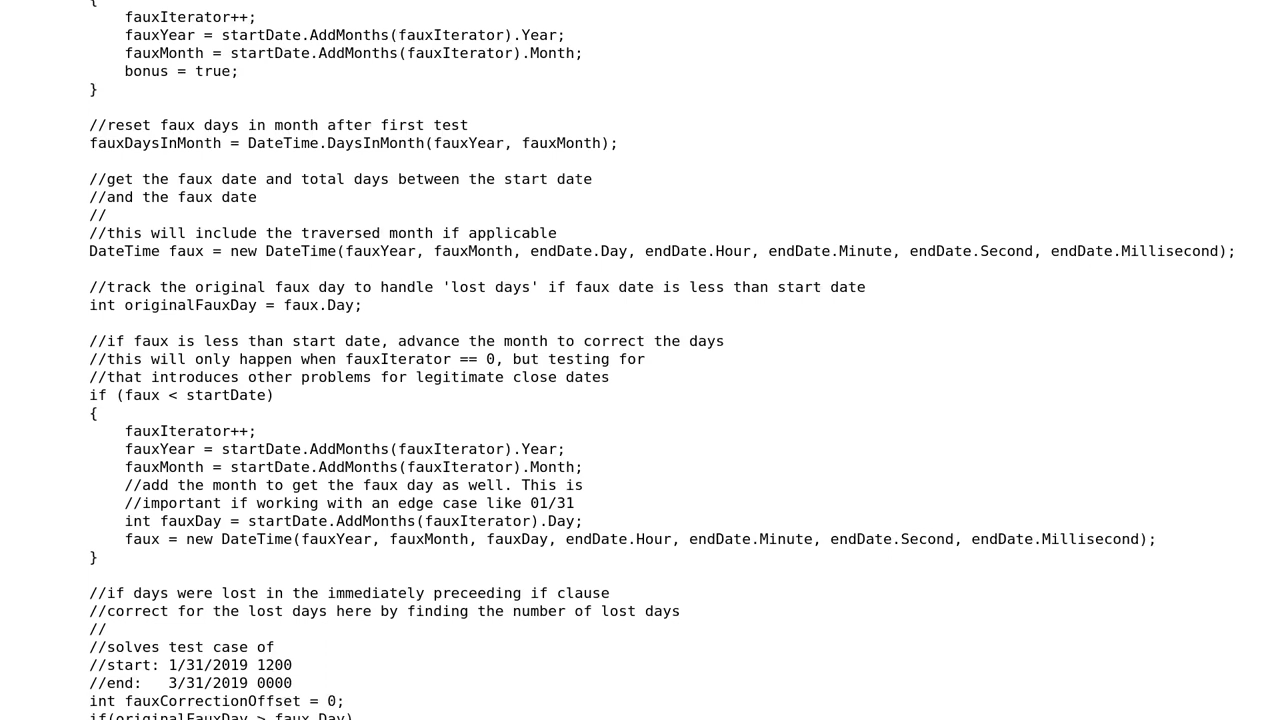 {
    fauxIterator++;
    fauxYear = startDate.AddMonths(fauxIterator).Year;
    fauxMonth = startDate.AddMonths(fauxIterator).Month;
    bonus = true;
}

//reset faux days in month after first test
fauxDaysInMonth = DateTime.DaysInMonth(fauxYear, fauxMonth);

//get the faux date and total days between the start date
//and the faux date
//
//this will include the traversed month if applicable
DateTime faux = new DateTime(fauxYear, fauxMonth, endDate.Day, endDate.Hour, endDate.Minute, endDate.Second, endDate.Millisecond);

//track the original faux day to handle 'lost days' if faux date is less than start date
int originalFauxDay = faux.Day;

//if faux is less than start date, advance the month to correct the days
//this will only happen when fauxIterator == 0, but testing for
//that introduces other problems for legitimate close dates
if (faux < startDate)
{
    fauxIterator++;
    fauxYear = startDate.AddMonths(fauxIterator).Year;
    fauxMonth = startDate.AddMonths(fauxIterator).Month;
    //add the month to get the faux day as well. This is
    //important if working with an edge case like 01/31
    int fauxDay = startDate.AddMonths(fauxIterator).Day;
    faux = new DateTime(fauxYear, fauxMonth, fauxDay, endDate.Hour, endDate.Minute, endDate.Second, endDate.Millisecond);
}

//if days were lost in the immediately preceeding if clause
//correct for the lost days here by finding the number of lost days
//
//solves test case of
//start: 1/31/2019 1200
//end:   3/31/2019 0000
int fauxCorrectionOffset = 0;
if(originalFauxDay > faux.Day)